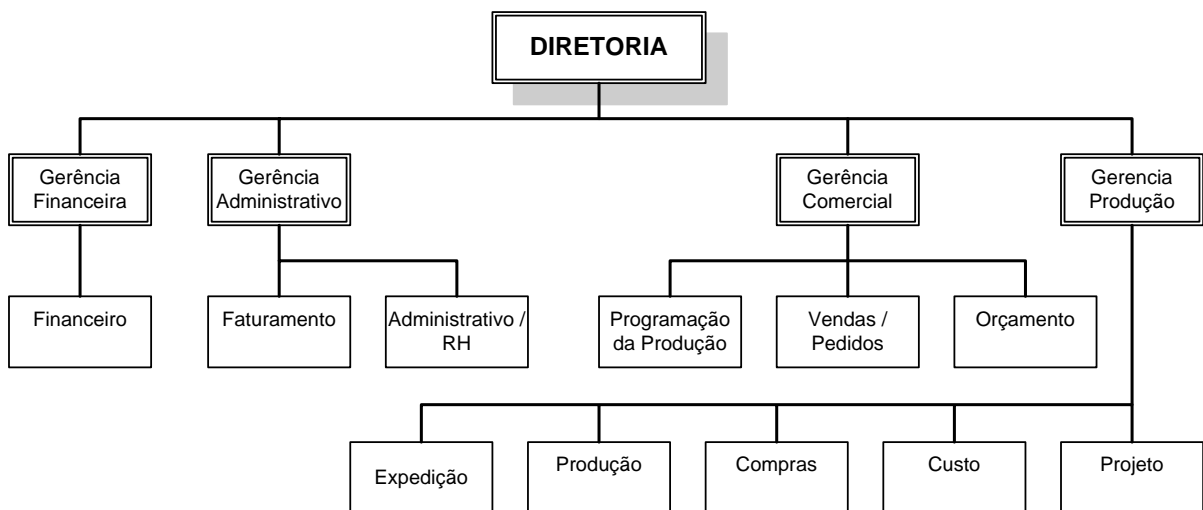 DIRETORIA
Gerência
Financeira
Gerência
Administrativo
Gerência
Comercial
Gerencia
Produção
Financeiro
Faturamento
Administrativo /
RH
Programação
da Produção
Vendas /
Pedidos
Orçamento
Expedição
Produção
Compras
Custo
Projeto